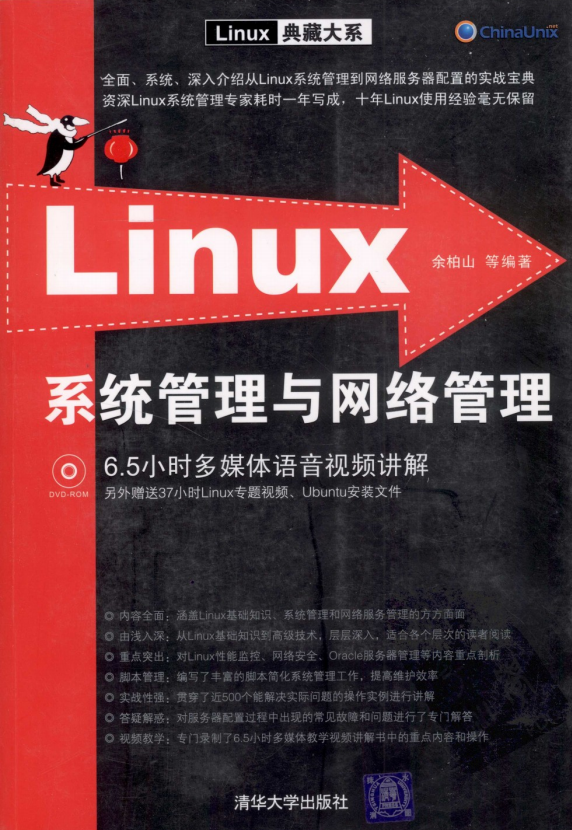 Linux 典藏大系
ChinaUnix.net
全面、系统、深入介绍从Linux系统管理到网络服务器配置的实战宝典
资深Linux系统管理专家耗时一年写成，十年Linux使用经验毫无保留
Linux
余柏山 等编著
系统管理与网络管理
DVD-ROM
6.5小时多媒体语音视频讲解
另外赠送37小时Linux专题视频、Ubuntu安装文件
内容全面：涵盖Linux基础知识、系统管理和网络服务管理的方方面面
由浅入深：从Linux基础知识到高级技术，层层深入，适合各个层次的读者阅读
重点突出：对Linux性能监控、网络安全、Oracle服务器管理等内容重点剖析
脚本管理：编写了丰富的脚本简化系统管理工作，提高维护效率
实战性强：贯穿了近500个能解决实际问题的操作实例进行讲解
答疑解惑：对服务器配置过程中出现的常见故障和问题进行了专门解答
视频教学：专门录制了6.5小时多媒体教学视频讲解书中的重点内容和操作
清华大学出版社